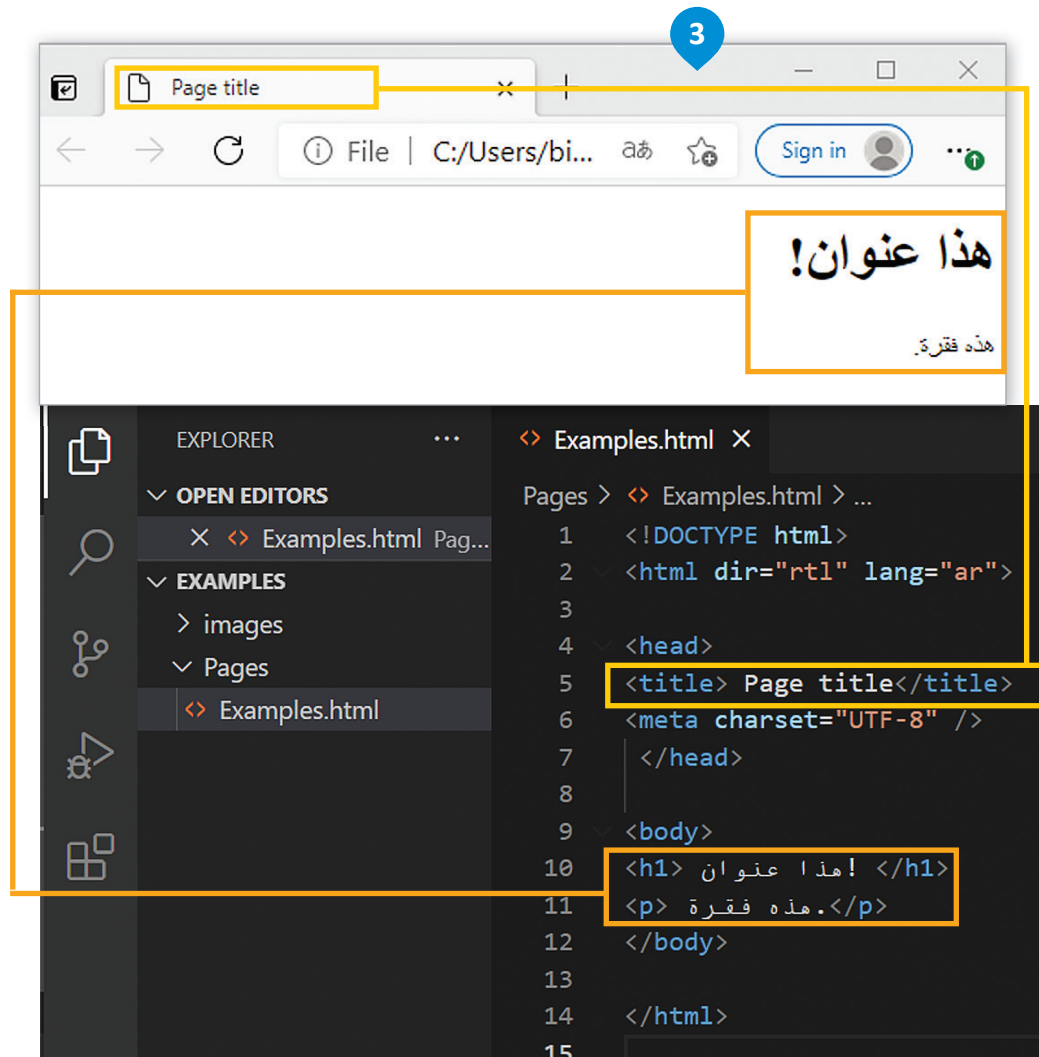 3
Page title
File | C:/Users/bi... aあ Sign in
هذا عنوان!
هذه فقرة.
EXPLORER ···
OPEN EDITORS
Examples.html Pag...
EXAMPLES
images
Pages
Examples.html
Examples.html
Pages > Examples.html > ...
1 <!DOCTYPE html>
2 <html dir="rtl" lang="ar">
3
4 <head>
5 <title> Page title</title>
6 <meta charset="UTF-8" />
7 </head>
8
9 <body>
10 <h1> هذا عنوان! </h1>
11 <p> هذه فقرة.</p>
12 </body>
13
14 </html>
15